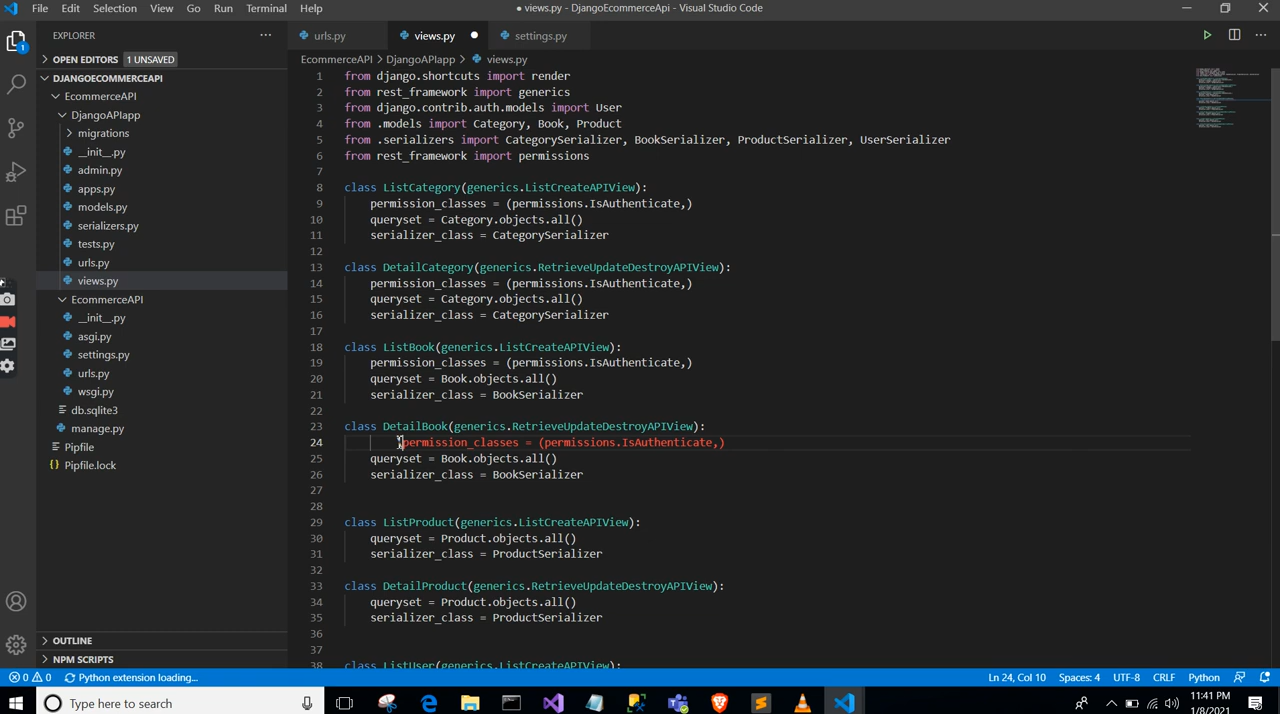 File Edit Selection View Go Run Terminal Help
● views.py - DjangoEcommerceApi - Visual Studio Code
EXPLORER
OPEN EDITORS 1 UNSAVED
DJANGOECOMMERCEAPI
EcommerceAPI
DjangoAPIapp
migrations
__init__.py
admin.py
apps.py
models.py
serializers.py
tests.py
urls.py
views.py
EcommerceAPI
__init__.py
asgi.py
settings.py
urls.py
wsgi.py
db.sqlite3
manage.py
Pipfile
Pipfile.lock
OUTLINE
NPM SCRIPTS
urls.py views.py settings.py
EcommerceAPI > DjangoAPIapp > views.py
1 from django.shortcuts import render
2 from rest_framework import generics
3 from django.contrib.auth.models import User
4 from .models import Category, Book, Product
5 from .serializers import CategorySerializer, BookSerializer, ProductSerializer, UserSerializer
6 from rest_framework import permissions
7
8 class ListCategory(generics.ListCreateAPIView):
9 permission_classes = (permissions.IsAuthenticate,)
10 queryset = Category.objects.all()
11 serializer_class = CategorySerializer
12
13 class DetailCategory(generics.RetrieveUpdateDestroyAPIView):
14 permission_classes = (permissions.IsAuthenticate,)
15 queryset = Category.objects.all()
16 serializer_class = CategorySerializer
17
18 class ListBook(generics.ListCreateAPIView):
19 permission_classes = (permissions.IsAuthenticate,)
20 queryset = Book.objects.all()
21 serializer_class = BookSerializer
22
23 class DetailBook(generics.RetrieveUpdateDestroyAPIView):
24 permission_classes = (permissions.IsAuthenticate,)
25 queryset = Book.objects.all()
26 serializer_class = BookSerializer
27
28
29 class ListProduct(generics.ListCreateAPIView):
30 queryset = Product.objects.all()
31 serializer_class = ProductSerializer
32
33 class DetailProduct(generics.RetrieveUpdateDestroyAPIView):
34 queryset = Product.objects.all()
35 serializer_class = ProductSerializer
36
37
38 class ListUser(generics.ListCreateAPIView):
0 0 Python extension loading...
Ln 24, Col 10 Spaces: 4 UTF-8 CRLF Python
Type here to search
11:41 PM
1/8/2021